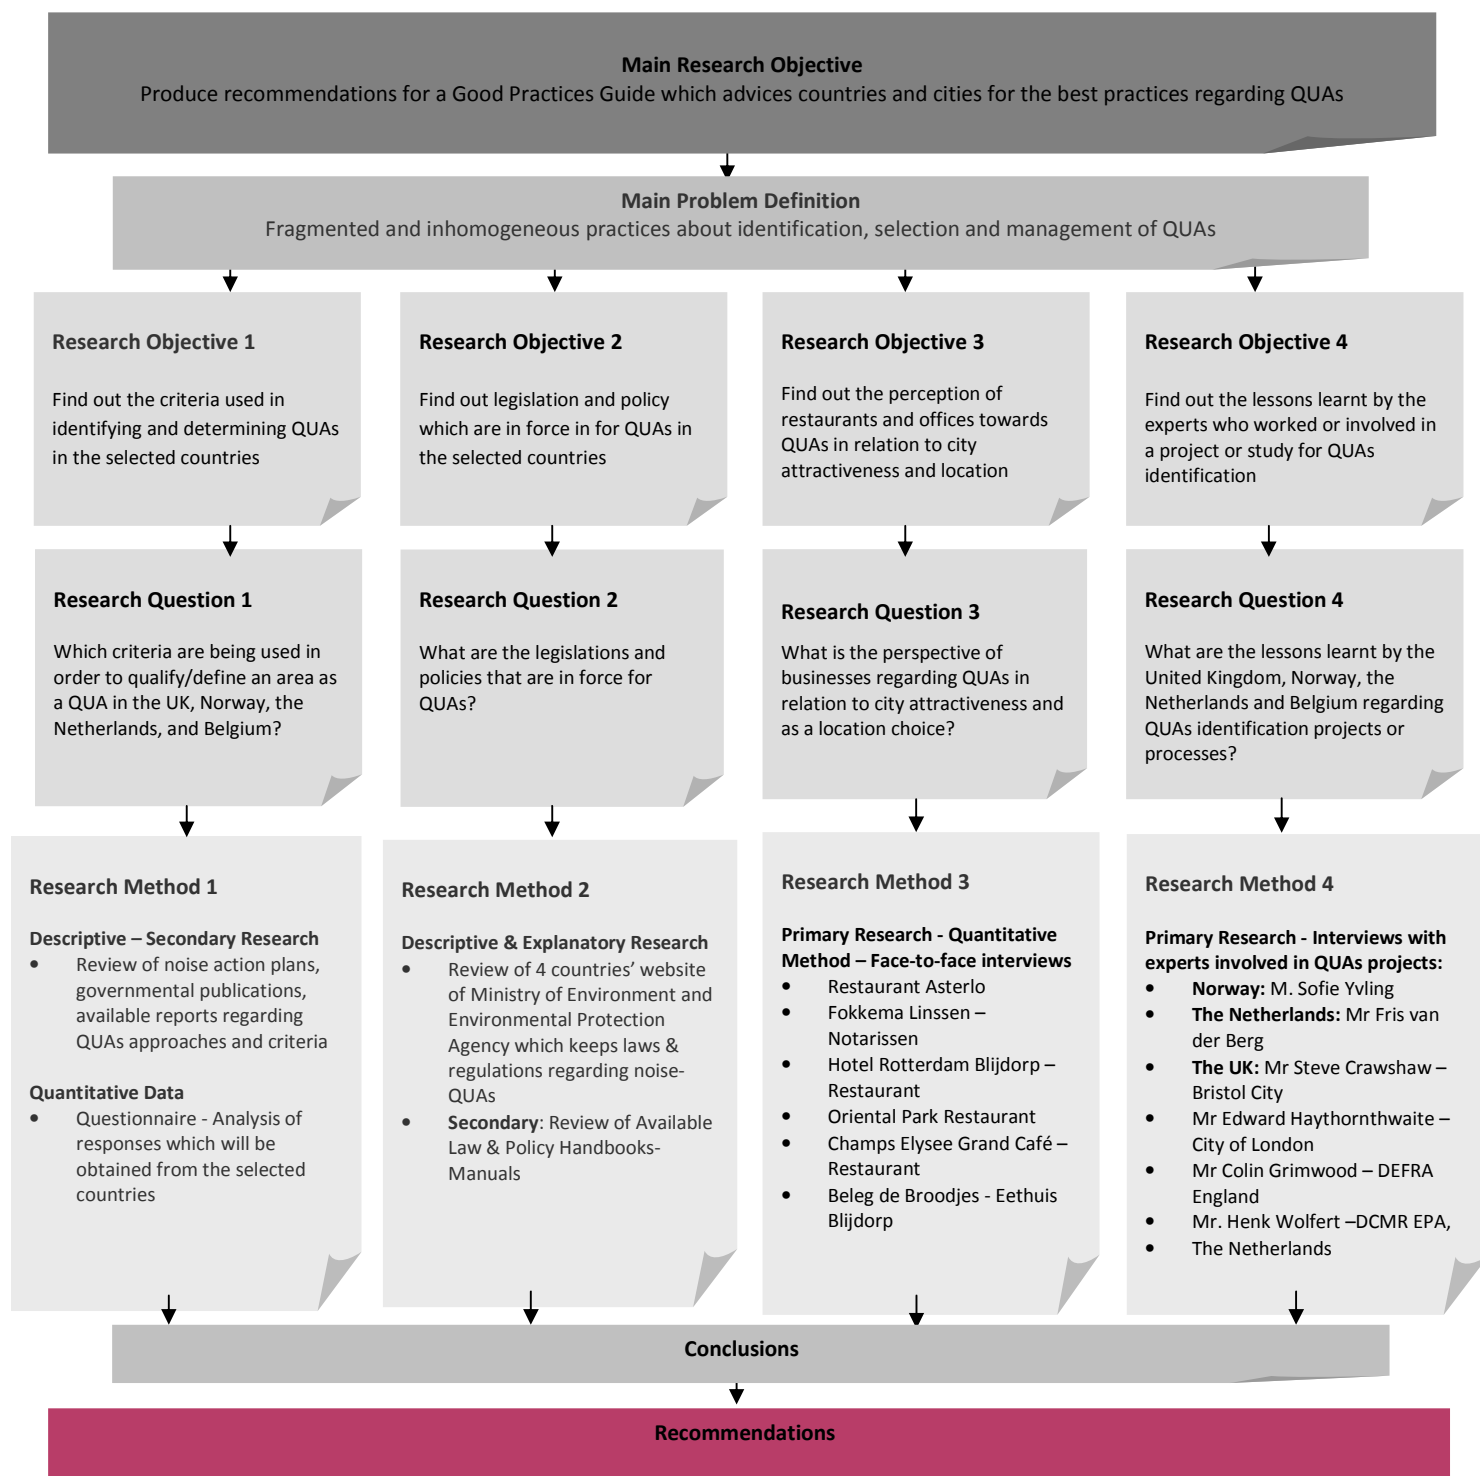 Main Research Objective
Produce recommendations for a Good Practices Guide which advices countries and cities for the best practices regarding QUAs
Main Problem Definition
Fragmented and inhomogeneous practices about identification, selection and management of QUAs
Research Objective 1
Find out the criteria used in
identifying and determining QUAs
in the selected countries
Research Objective 2
Find out legislation and policy
which are in force in for QUAs in
the selected countries
Research Objective 3
Find out the perception of
restaurants and offices towards
QUAs in relation to city
attractiveness and location
Research Objective 4
Find out the lessons learnt by the
experts who worked or involved in
a project or study for QUAs
identification
Research Question 1
Which criteria are being used in
order to qualify/define an area as
a QUA in the UK, Norway, the
Netherlands, and Belgium?
Research Question 2
What are the legislations and
policies that are in force for
QUAs?
Research Question 3
What is the perspective of
businesses regarding QUAs in
relation to city attractiveness and
as a location choice?
Research Question 4
What are the lessons learnt by the
United Kingdom, Norway, the
Netherlands and Belgium regarding
QUAs identification projects or
processes?
Research Method 1
Descriptive – Secondary Research
• Review of noise action plans,
governmental publications,
available reports regarding
QUAs approaches and criteria
Quantitative Data
• Questionnaire - Analysis of
responses which will be
obtained from the selected
countries
Research Method 2
Descriptive & Explanatory Research
• Review of 4 countries’ website
of Ministry of Environment and
Environmental Protection
Agency which keeps laws &
regulations regarding noise-
QUAs
• Secondary: Review of Available
Law & Policy Handbooks-
Manuals
Research Method 3
Primary Research - Quantitative
Method – Face-to-face interviews
• Restaurant Asterlo
• Fokkema Linssen –
Notarissen
• Hotel Rotterdam Blijdorp –
Restaurant
• Oriental Park Restaurant
• Champs Elysee Grand Café –
Restaurant
• Beleg de Broodjes - Eethuis
Blijdorp
Research Method 4
Primary Research - Interviews with
experts involved in QUAs projects:
• Norway: M. Sofie Yvling
• The Netherlands: Mr Fris van
der Berg
• The UK: Mr Steve Crawshaw –
Bristol City
• Mr Edward Haythornthwaite –
City of London
• Mr Colin Grimwood – DEFRA
England
• Mr. Henk Wolfert –DCMR EPA,
• The Netherlands
Conclusions
Recommendations